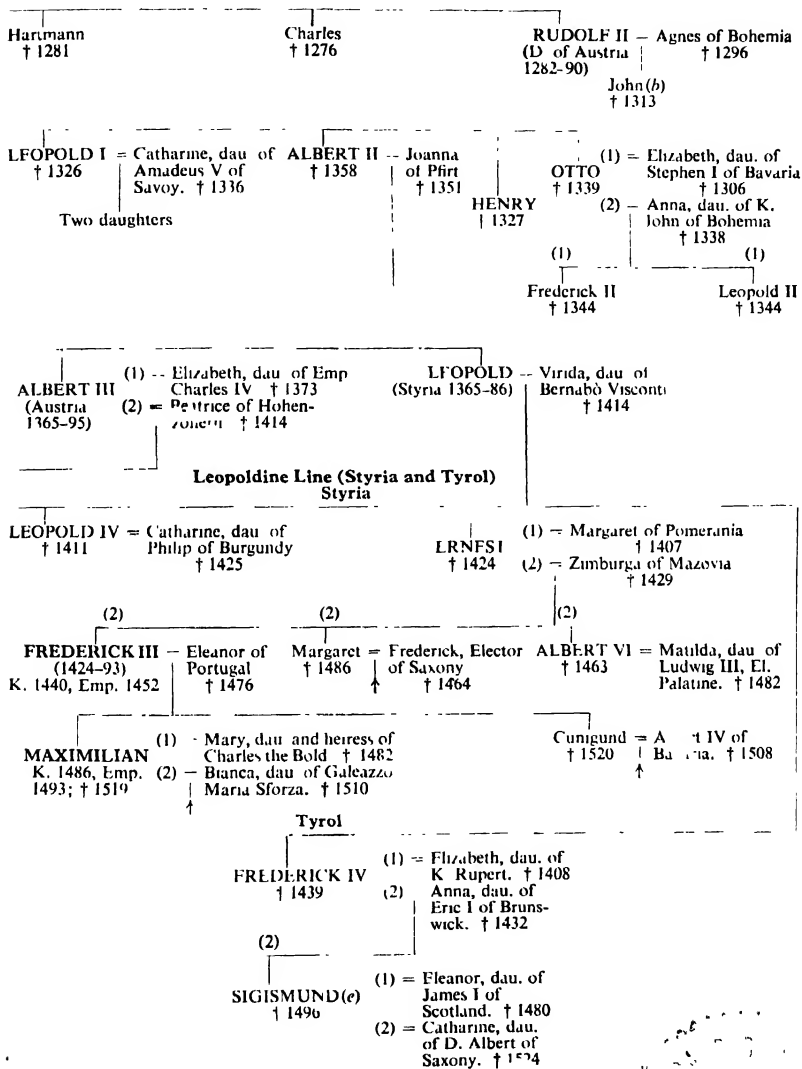 Hartmann
† 1281
Charles
† 1276
RUDOLF II – Agnes of Bohemia
(D of Austria † 1296
1282–90)
John (b)
† 1313
LEOPOLD I = Catharine, dau of
† 1326 Amadeus V of
Savoy. † 1336
Two daughters
ALBERT II -- Joanna
† 1358 of Pfirt
† 1351
HENRY
† 1327
OTTO (1) = Elizabeth, dau. of
† 1339 Stephen I of Bavaria
† 1306
(2) – Anna, dau. of K.
John of Bohemia
† 1338
(1) (1)
Frederick II Leopold II
† 1344 † 1344
ALBERT III (1) -- Elizabeth, dau of Emp
(Austria Charles IV † 1373
1365–95) (2) = Beatrice of Hohen-
zollern † 1414
LEOPOLD -- Virida, dau of
(Styria 1365-86) Bernabò Visconti
† 1414
Leopoldine Line (Styria and Tyrol)
Styria
LEOPOLD IV = Catharine, dau of
† 1411 Philip of Burgundy
† 1425
ERNEST (1) = Margaret of Pomerania
† 1424 † 1407
(2) – Zimburga of Mazovia
† 1429
(2) (2) (2)
FREDERICK III – Eleanor of
(1424–93) Portugal
K. 1440, Emp. 1452 † 1476
Margaret = Frederick, Elector
† 1486 of Saxony
† 1464
ALBERT VI = Matilda, dau of
† 1463 Ludwig III, El.
Palatine. † 1482
MAXIMILIAN (1) - Mary, dau and heiress of
K. 1486, Emp. Charles the Bold † 1482
1493; † 1519 (2) – Bianca, dau of Galeazzo
Maria Sforza. † 1510
Cunigund = IV of
† 1520 † 1508
Tyrol
FREDERICK IV (1) = Elizabeth, dau. of
† 1439 K Rupert. † 1408
(2) Anna, dau. of
Eric I of Bruns-
wick. † 1432
(2)
SIGISMUND (e) (1) = Eleanor, dau. of
† 1496 James I of
Scotland. † 1480
(2) = Catharine, dau.
of D. Albert of
Saxony. †